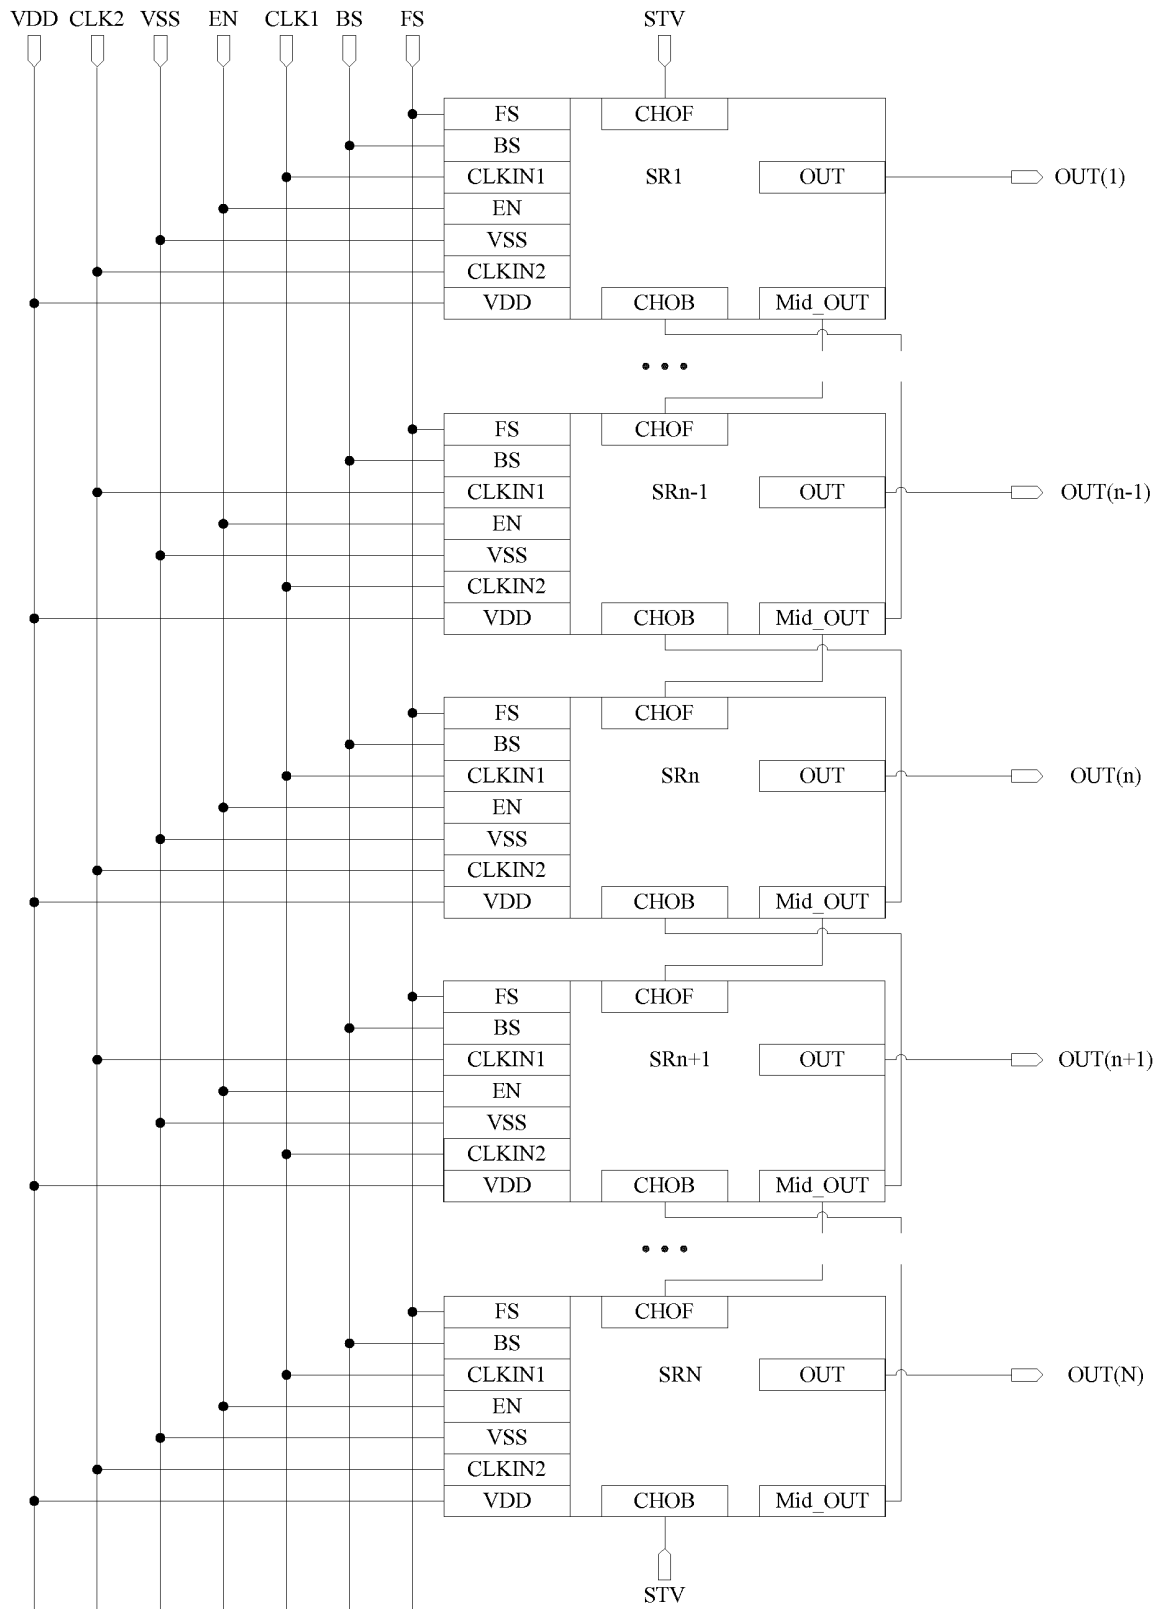 VDD CLK2 VSS EN CLK1 BS FS STV
FS CHOF
BS
CLKIN1 SR1 OUT OUT(1)
EN
VSS
CLKIN2
VDD CHOB Mid_OUT
FS CHOF
BS
CLKIN1 SRn-1 OUT OUT(n-1)
EN
VSS
CLKIN2
VDD CHOB Mid_OUT
FS CHOF
BS
CLKIN1 SRn OUT OUT(n)
EN
VSS
CLKIN2
VDD CHOB Mid_OUT
FS CHOF
BS
CLKIN1 SRn+1 OUT OUT(n+1)
EN
VSS
CLKIN2
VDD CHOB Mid_OUT
FS CHOF
BS
CLKIN1 SRN OUT OUT(N)
EN
VSS
CLKIN2
VDD CHOB Mid_OUT
STV